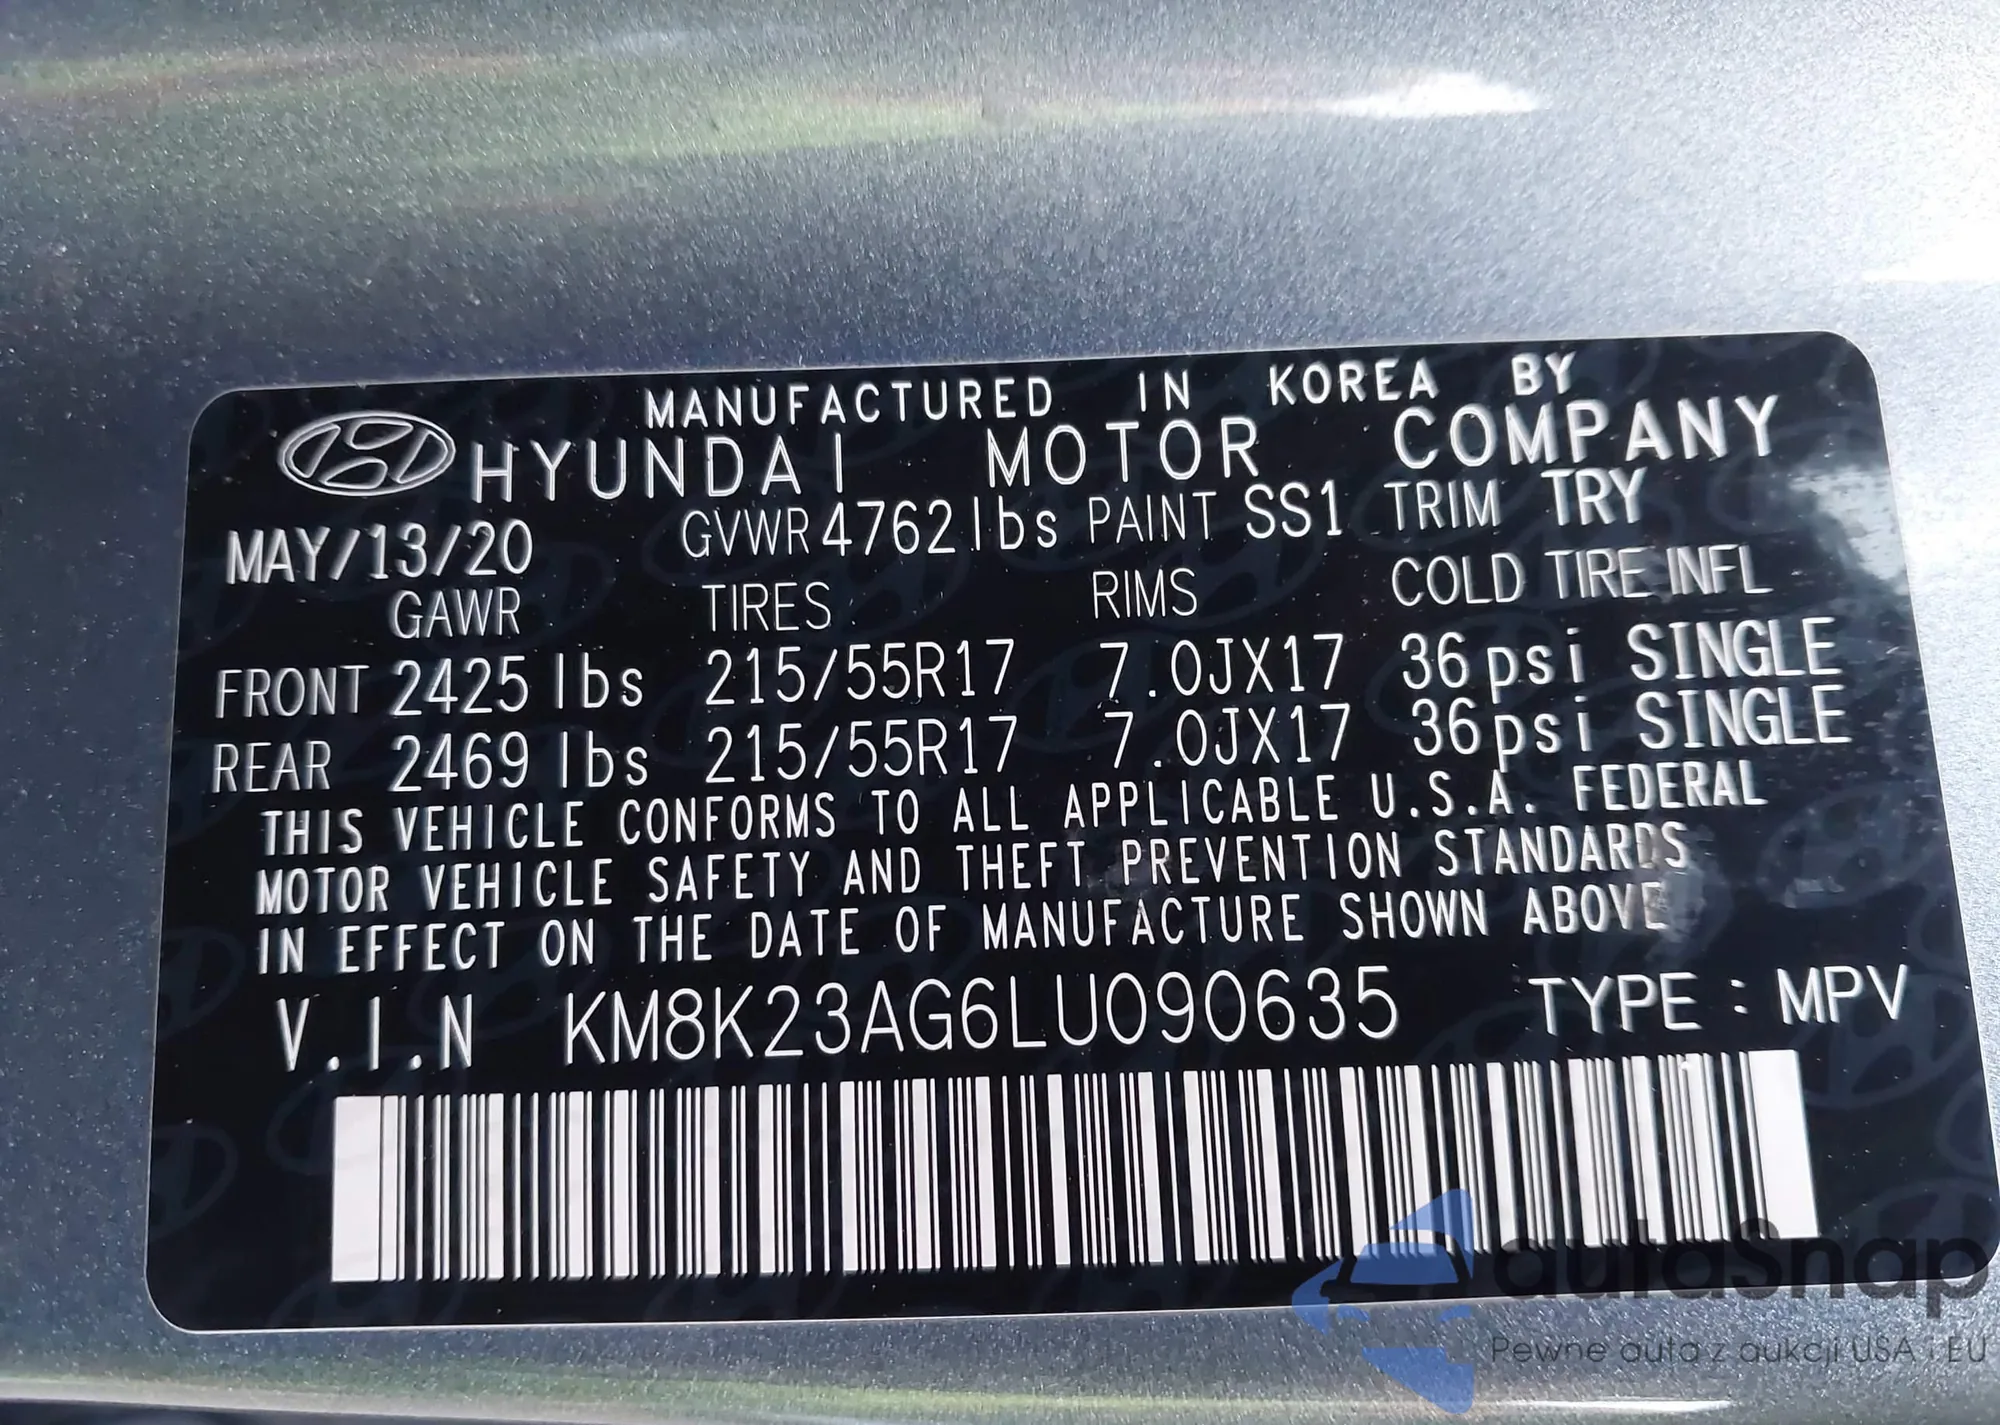 MANUFACTURED IN KOREA BY
HYUNDAI MOTOR COMPANY
MAY/13/20 GVWR 4762 lbs PAINT SS1 TRIM TRY
GAWR TIRES RIMS COLD TIRE INFL
FRONT 2425 lbs 215/55R17 7.0JX17 36psi SINGLE
REAR 2469 lbs 215/55R17 7.0JX17 36psi SINGLE
THIS VEHICLE CONFORMS TO ALL APPLICABLE U.S.A. FEDERAL
MOTOR VEHICLE SAFETY AND THEFT PREVENTION STANDARDS
IN EFFECT ON THE DATE OF MANUFACTURE SHOWN ABOVE
V.I.N KM8K23AG6LU090635 TYPE : MPV
autaSnap
Pewne auta z aukcji USA i EU